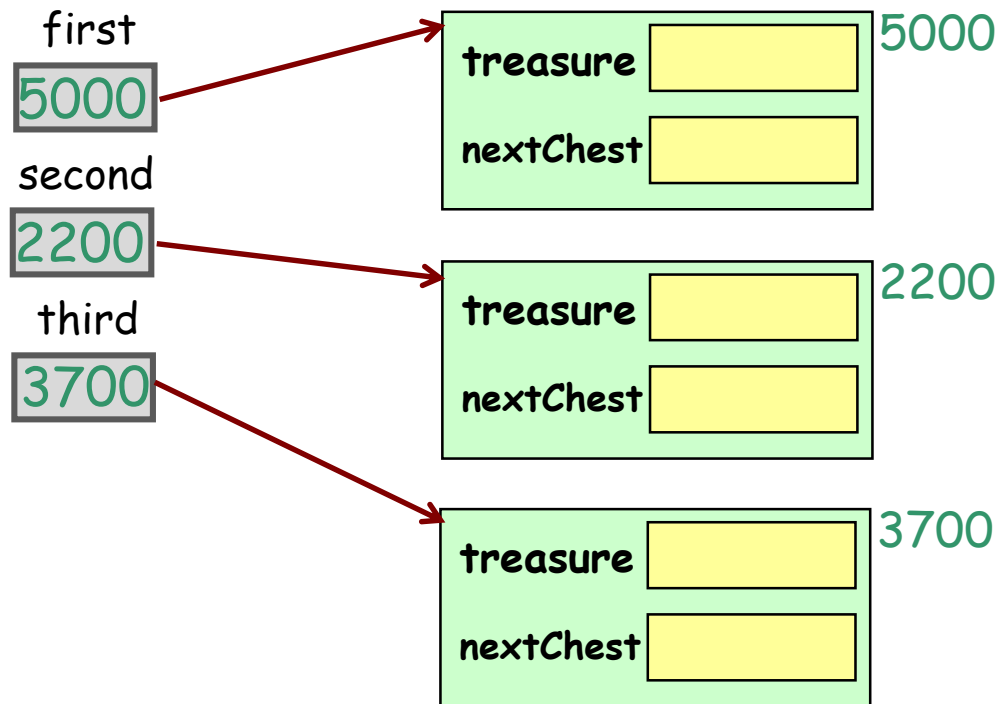 first
5000
second
2200
third
3700
treasure
nextChest
5000
treasure
nextChest
2200
treasure
nextChest
3700